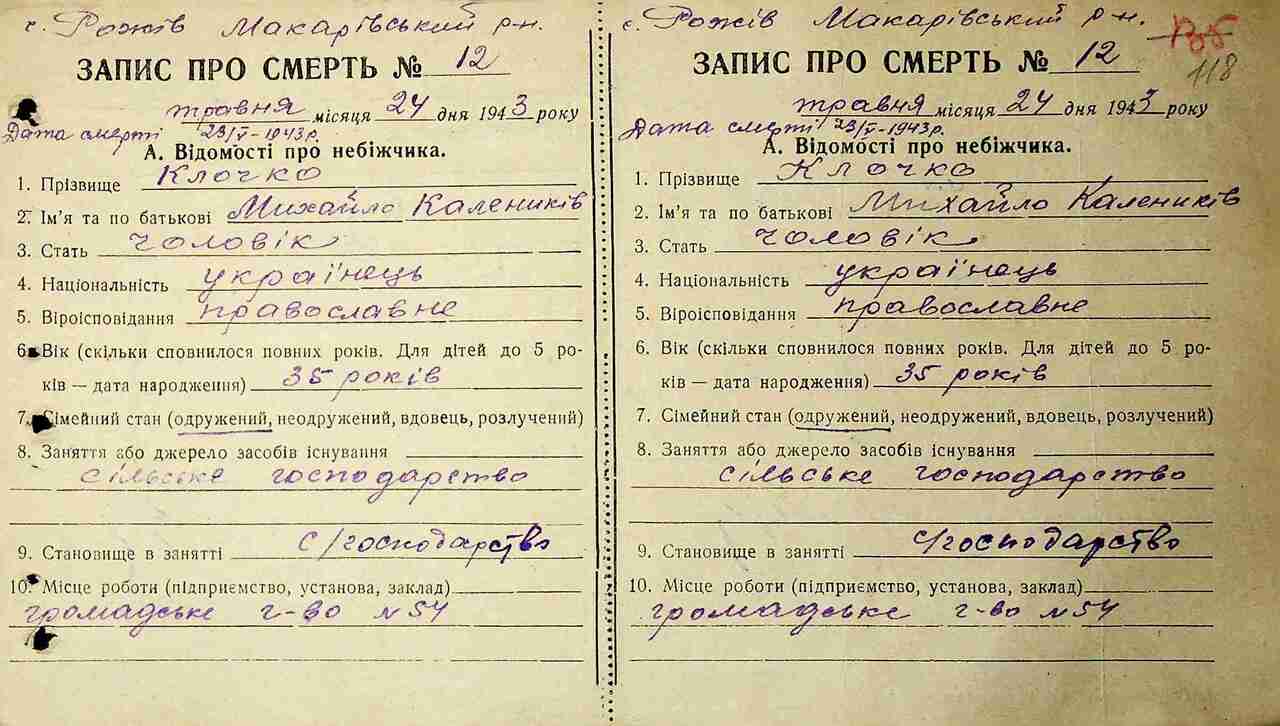 с. Рожів Макарівський р-н.
ЗАПИС ПРО СМЕРТЬ № 12
травня місяця 24 дня 1943 року
Дата смерті 23/V-1943р.
А. Відомості про небіжчика.
1. Прізвище Клочко
2. Ім'я та по батькові Михайло Калеників
3. Стать чоловік
4. Національність українець
5. Віроісповідання православне
6. Вік (скільки сповнилося повних років. Для дітей до 5 ро-
ків — дата народження) 35 років
7. Сімейний стан (одружений, неодружений, вдовець, розлучений)
8. Заняття або джерело засобів існування
сільське господарство
9. Становище в занятті с/господарство
10. Місце роботи (підприємство, установа, заклад)
громадське г-во №54
с. Рожів Макарівський р-н.
118
ЗАПИС ПРО СМЕРТЬ № 12
травня місяця 24 дня 1943 року
Дата смерті 23/V-1943р.
А. Відомості про небіжчика.
1. Прізвище Клочко
2. Ім'я та по батькові Михайло Калеників
3. Стать чоловік
4. Національність українець
5. Віроісповідання православне
6. Вік (скільки сповнилося повних років. Для дітей до 5 ро-
ків — дата народження) 35 років
7. Сімейний стан (одружений, неодружений, вдовець, розлучений)
8. Заняття або джерело засобів існування
сільське господарство
9. Становище в занятті с/господарство
10. Місце роботи (підприємство, установа, заклад)
громадське г-во №54